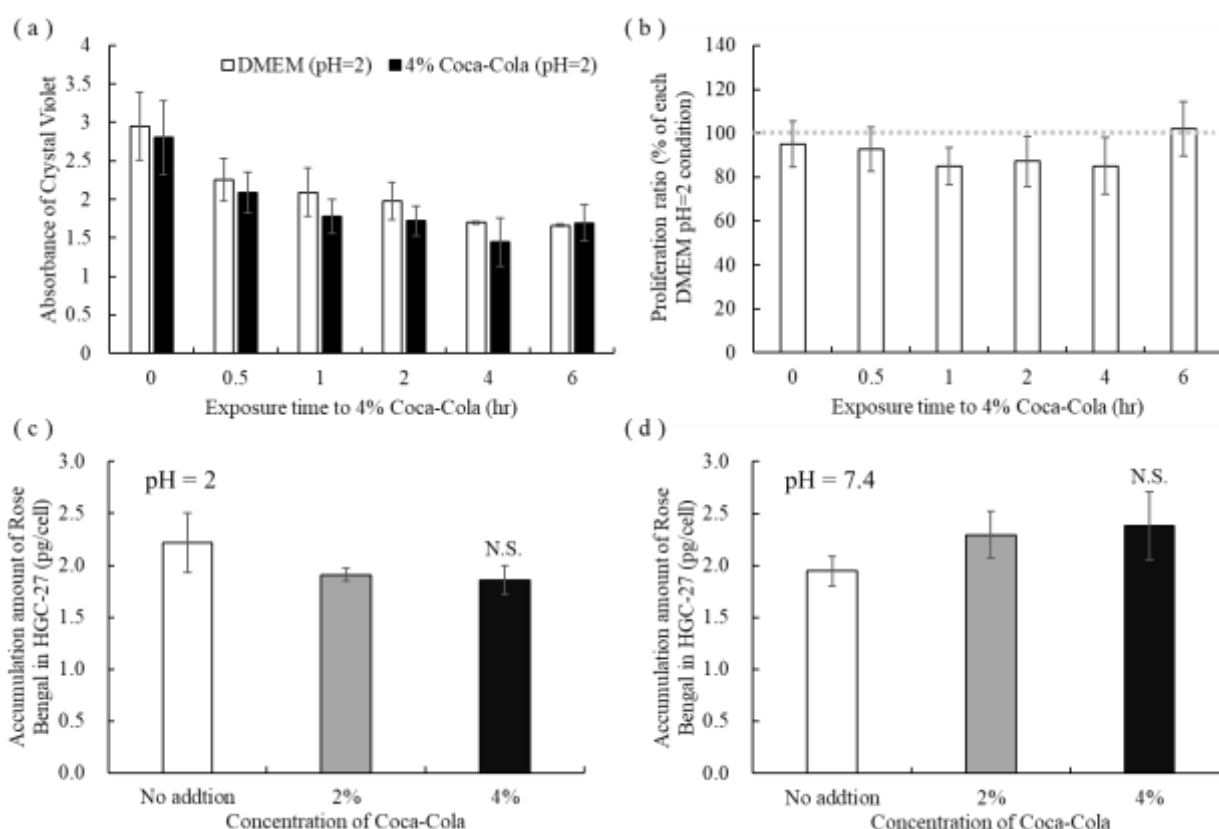 ( a )
Absorbance of Crystal Violet
4
3.5
3
2.5
2
1.5
1
0.5
0
DMEM (pH=2) 4% Coca-Cola (pH=2)
0 0.5 1 2 4 6
Exposure time to 4% Coca-Cola (hr)
( b )
Proliferation ratio (% of each
DMEM pH=2 condition)
140
120
100
80
60
40
20
0
0 0.5 1 2 4 6
Exposure time to 4% Coca-Cola (hr)
( c )
Accumulation amount of Rose
Bengal in HGC-27 (pg/cell)
3.0
2.5
2.0
1.5
1.0
0.5
0.0
pH = 2
N.S.
No addtion 2% 4%
Concentration of Coca-Cola
( d )
Accumulation amount of Rose
Bengal in HGC-27 (pg/cell)
3.0
2.5
2.0
1.5
1.0
0.5
0.0
pH = 7.4
N.S.
No addtion 2% 4%
Concentration of Coca-Cola